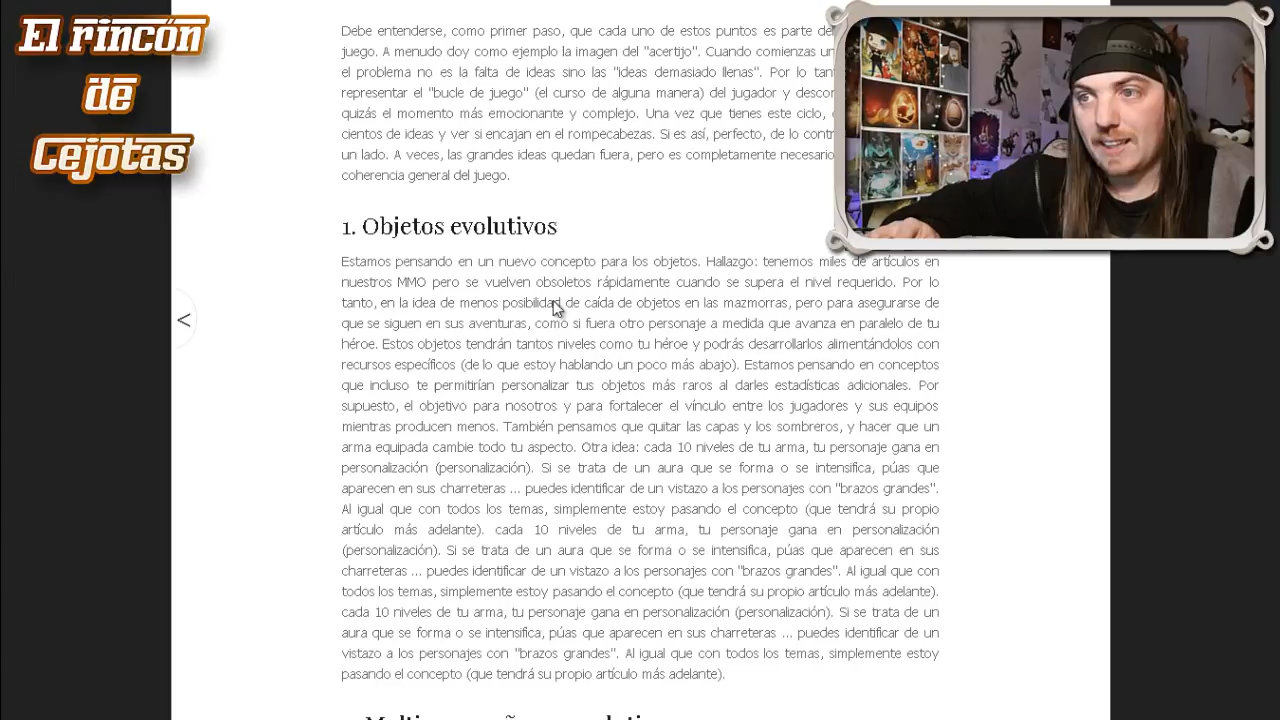 El rincón
de
Cejotas
Debe entenderse, como primer paso, que cada uno de estos puntos es parte del
juego. A menudo doy como ejemplo la imagen del "acertijo". Cuando comienzas un
el problema no es la falta de ideas sino las "ideas demasiado llenas". Por lo tant
representar el "bucle de juego" (el curso de alguna manera) del jugador y descor
quizás el momento más emocionante y complejo. Una vez que tienes este ciclo,
cientos de ideas y ver si encajan en el rompecabezas. Si es así, perfecto, de lo contr
un lado. A veces, las grandes ideas quedan fuera, pero es completamente necesario
coherencia general del juego.
1. Objetos evolutivos
Estamos pensando en un nuevo concepto para los objetos. Hallazgo: tenemos miles de artículos en
nuestros MMO pero se vuelven obsoletos rápidamente cuando se supera el nivel requerido. Por lo
tanto, en la idea de menos posibilidad de caída de objetos en las mazmorras, pero para asegurarse de
que se siguen en sus aventuras, como si fuera otro personaje a medida que avanza en paralelo de tu
héroe. Estos objetos tendrán tantos niveles como tu héroe y podrás desarrollarlos alimentándolos con
recursos específicos (de lo que estoy hablando un poco más abajo). Estamos pensando en conceptos
que incluso te permitirían personalizar tus objetos más raros al darles estadísticas adicionales. Por
supuesto, el objetivo para nosotros y para fortalecer el vínculo entre los jugadores y sus equipos
mientras producen menos. También pensamos que quitar las capas y los sombreros, y hacer que un
arma equipada cambie todo tu aspecto. Otra idea: cada 10 niveles de tu arma, tu personaje gana en
personalización (personalización). Si se trata de un aura que se forma o se intensifica, púas que
aparecen en sus charreteras ... puedes identificar de un vistazo a los personajes con "brazos grandes".
Al igual que con todos los temas, simplemente estoy pasando el concepto (que tendrá su propio
artículo más adelante). cada 10 niveles de tu arma, tu personaje gana en personalización
(personalización). Si se trata de un aura que se forma o se intensifica, púas que aparecen en sus
charreteras ... puedes identificar de un vistazo a los personajes con "brazos grandes". Al igual que con
todos los temas, simplemente estoy pasando el concepto (que tendrá su propio artículo más adelante).
cada 10 niveles de tu arma, tu personaje gana en personalización (personalización). Si se trata de un
aura que se forma o se intensifica, púas que aparecen en sus charreteras ... puedes identificar de un
vistazo a los personajes con "brazos grandes". Al igual que con todos los temas, simplemente estoy
pasando el concepto (que tendrá su propio artículo más adelante).